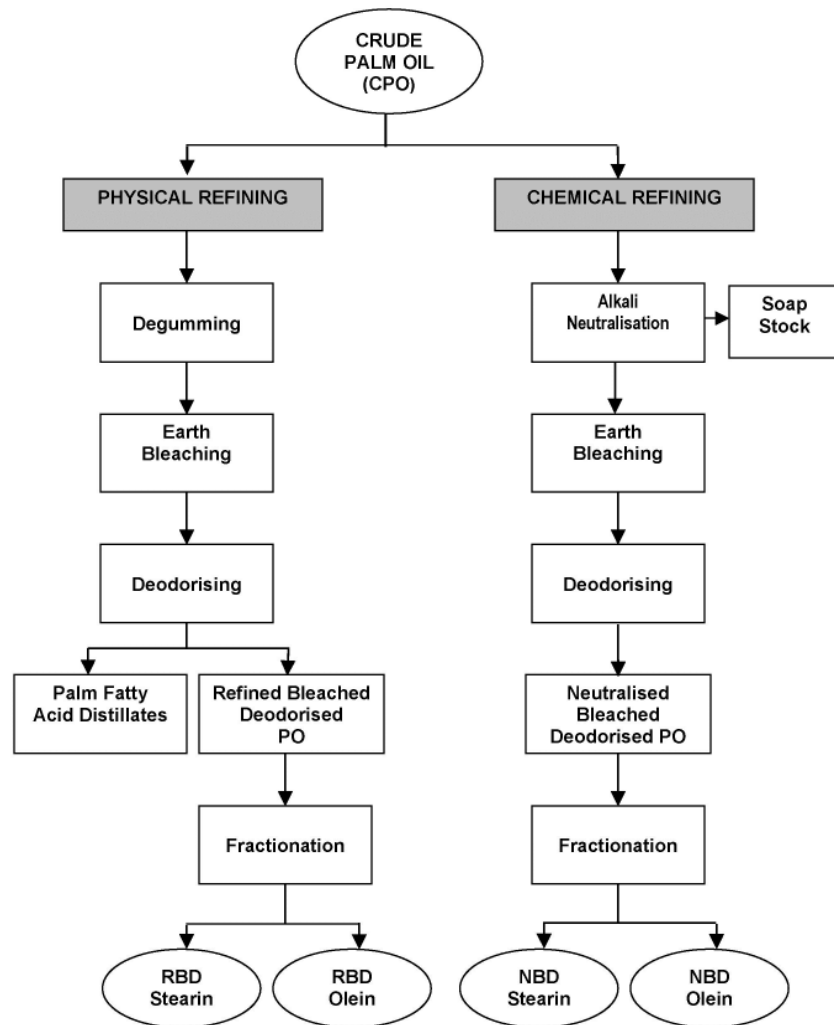 CRUDE
PALM OIL
(CPO)
PHYSICAL REFINING
CHEMICAL REFINING
Degumming
Alkali
Neutralisation
Soap
Stock
Earth
Bleaching
Earth
Bleaching
Deodorising
Deodorising
Palm Fatty
Acid Distillates
Refined Bleached
Deodorised
PO
Neutralised
Bleached
Deodorised PO
Fractionation
Fractionation
RBD
Stearin
RBD
Olein
NBD
Stearin
NBD
Olein